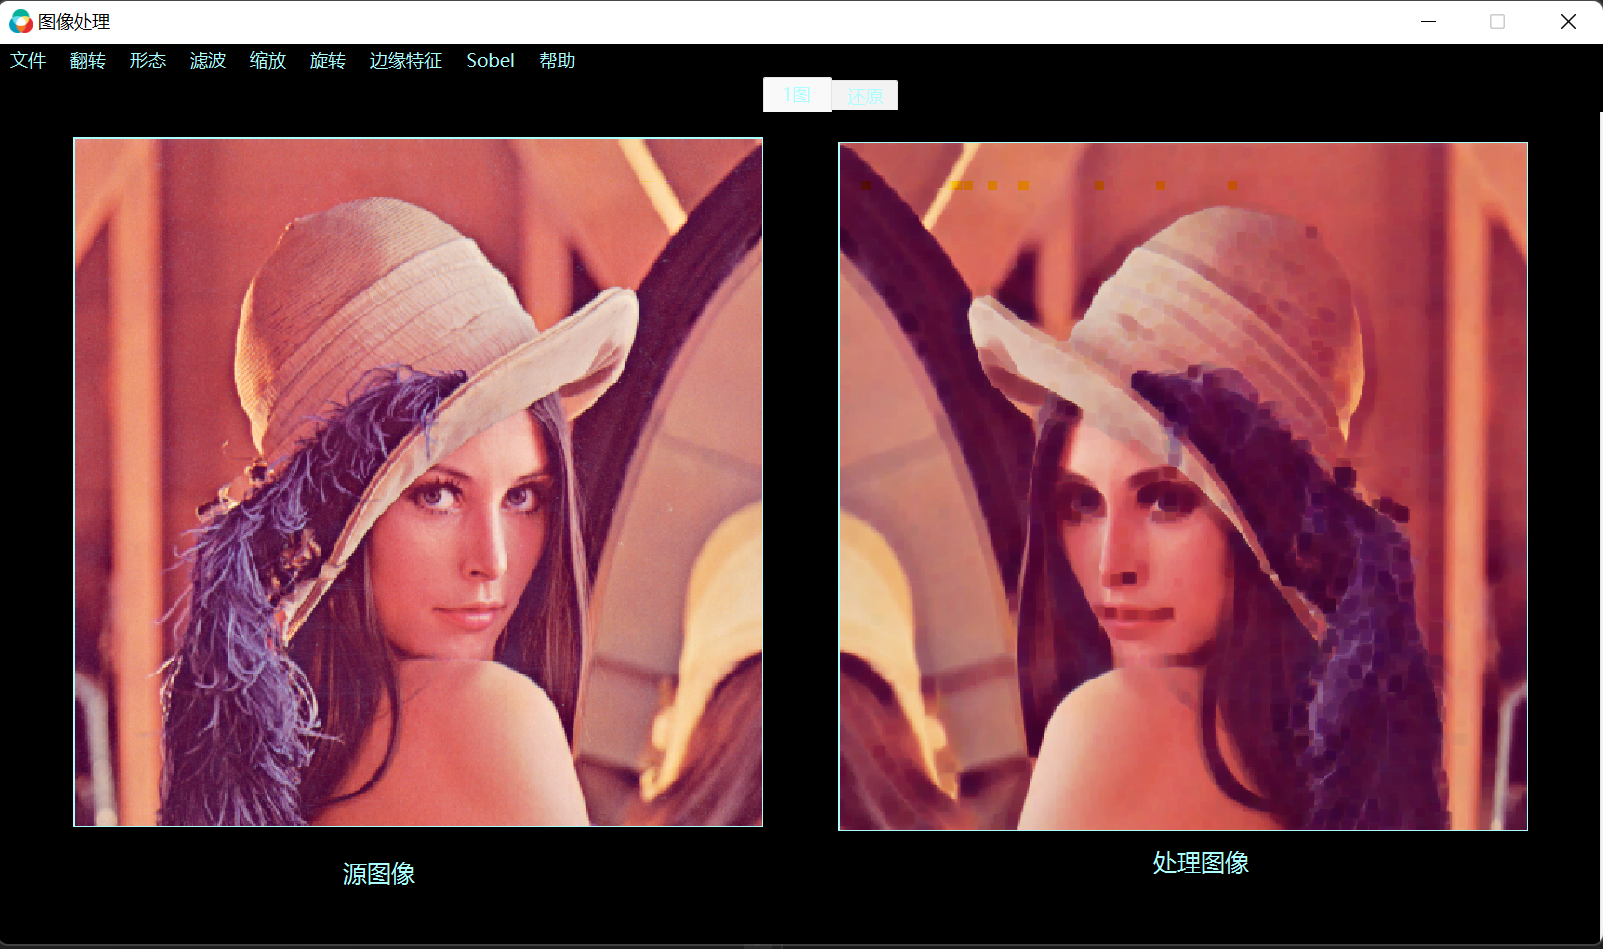 图像处理
文件 翻转 形态 滤波 缩放 旋转 边缘特征 Sobel 帮助
1图 还原
源图像
处理图像